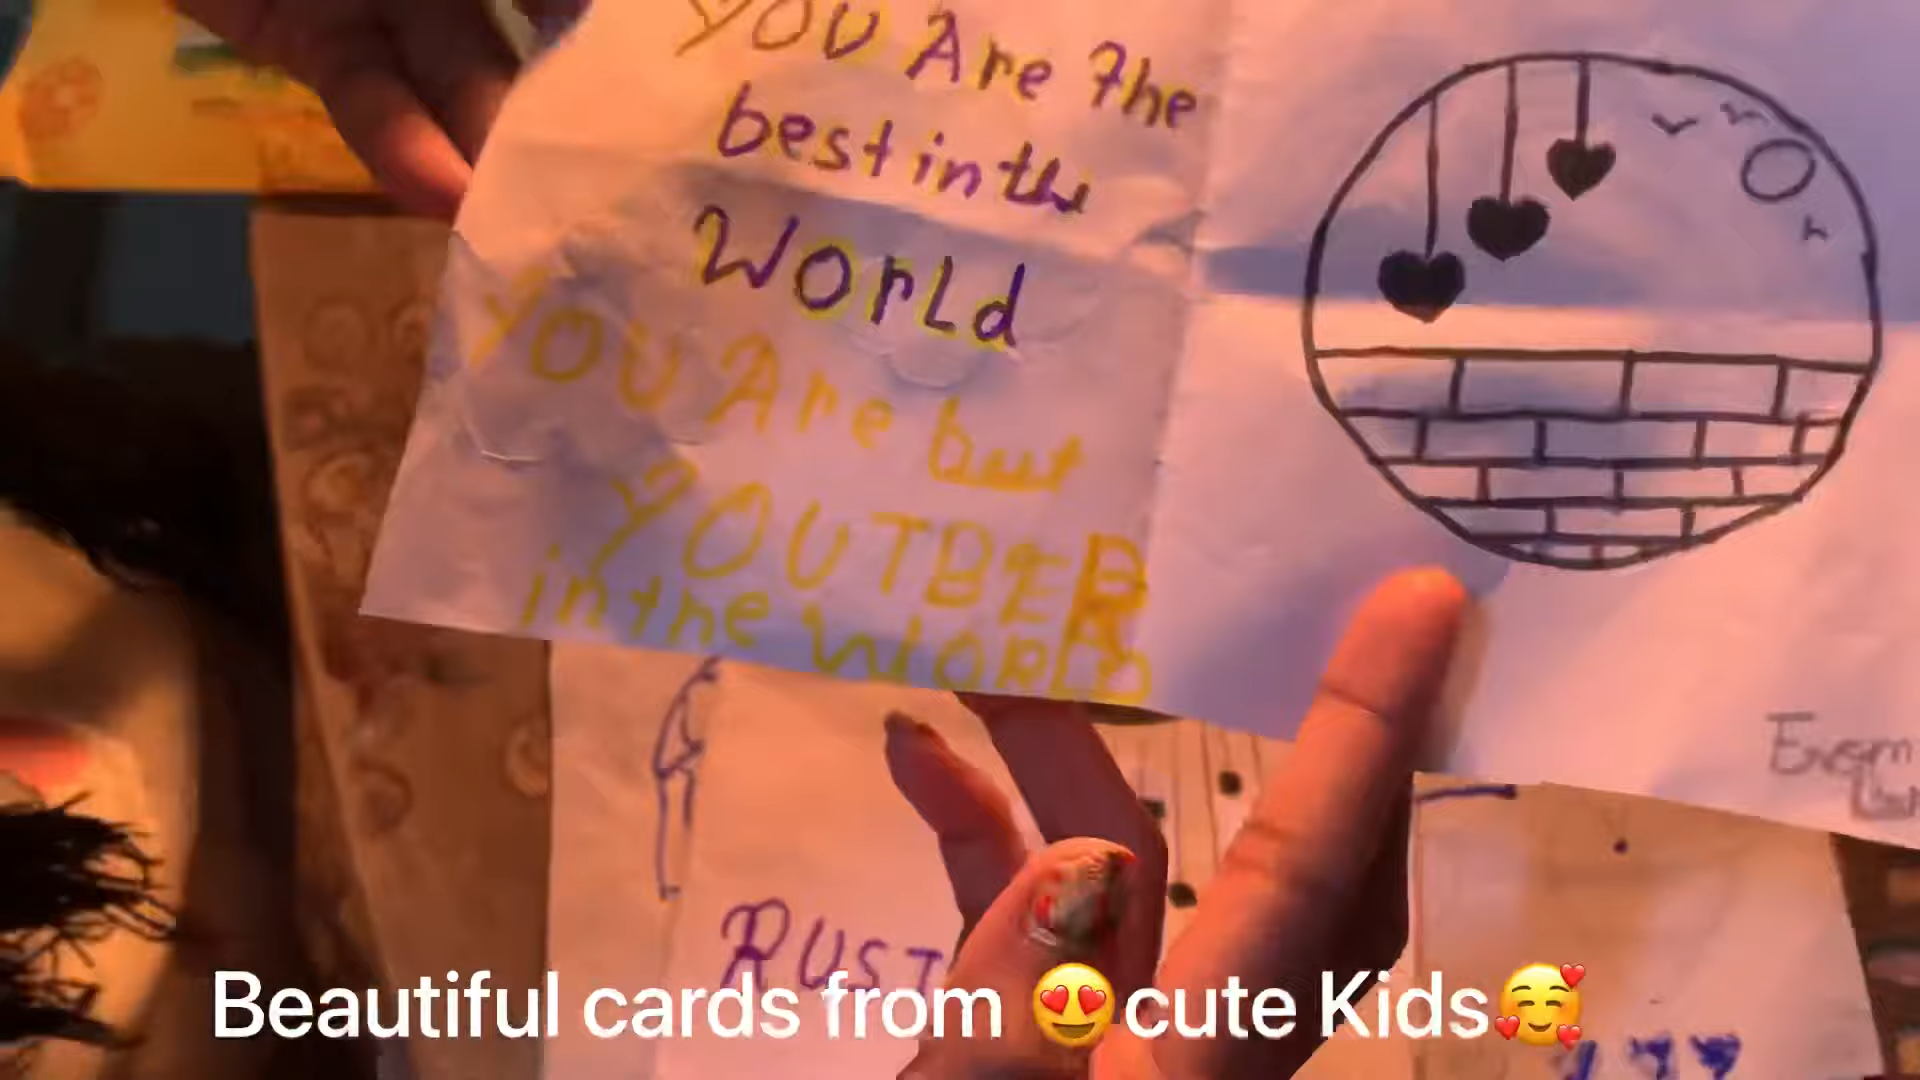 YOU Are the
best in the
WorLd
YOU Are but
YOUTBER
in the WORLD
RUST
Beautiful cards from 😍cute Kids🥰